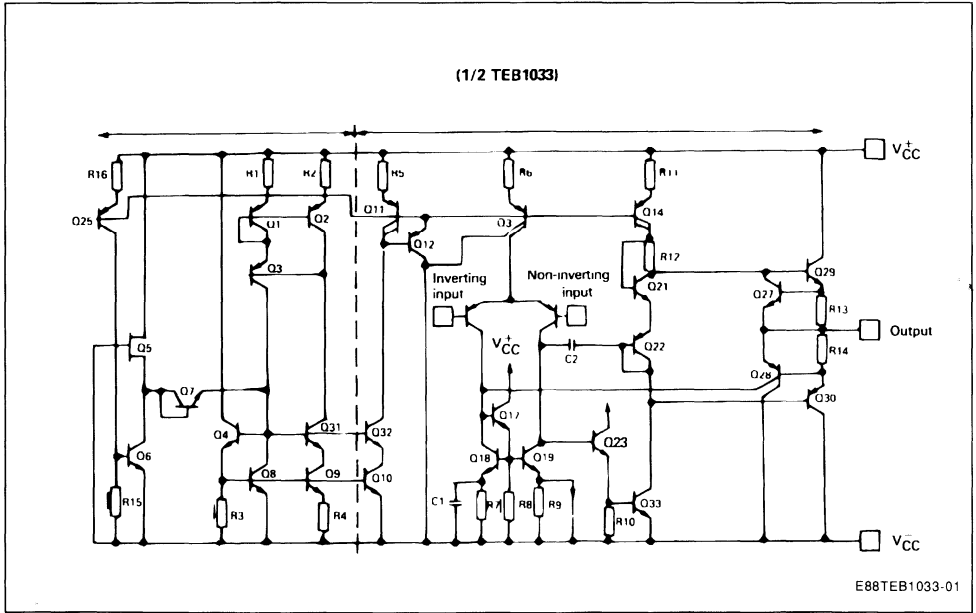 (1/2 TEB1033)
V+CC
R16
R1
R2
R5
R6
R11
Q25
Q1
Q2
Q11
Q12
Q3
Q14
R12
Q3
Q21
Q29
Q27
R13
Inverting
input
Non-inverting
input
Output
Q5
V+CC
C2
Q22
R14
Q28
Q7
Q30
Q4
Q31
Q32
Q17
Q23
Q6
Q8
Q9
Q10
Q18
Q19
R15
R3
R4
C1
R7
R8
R9
R10
Q33
V-CC
E88TEB1033-01